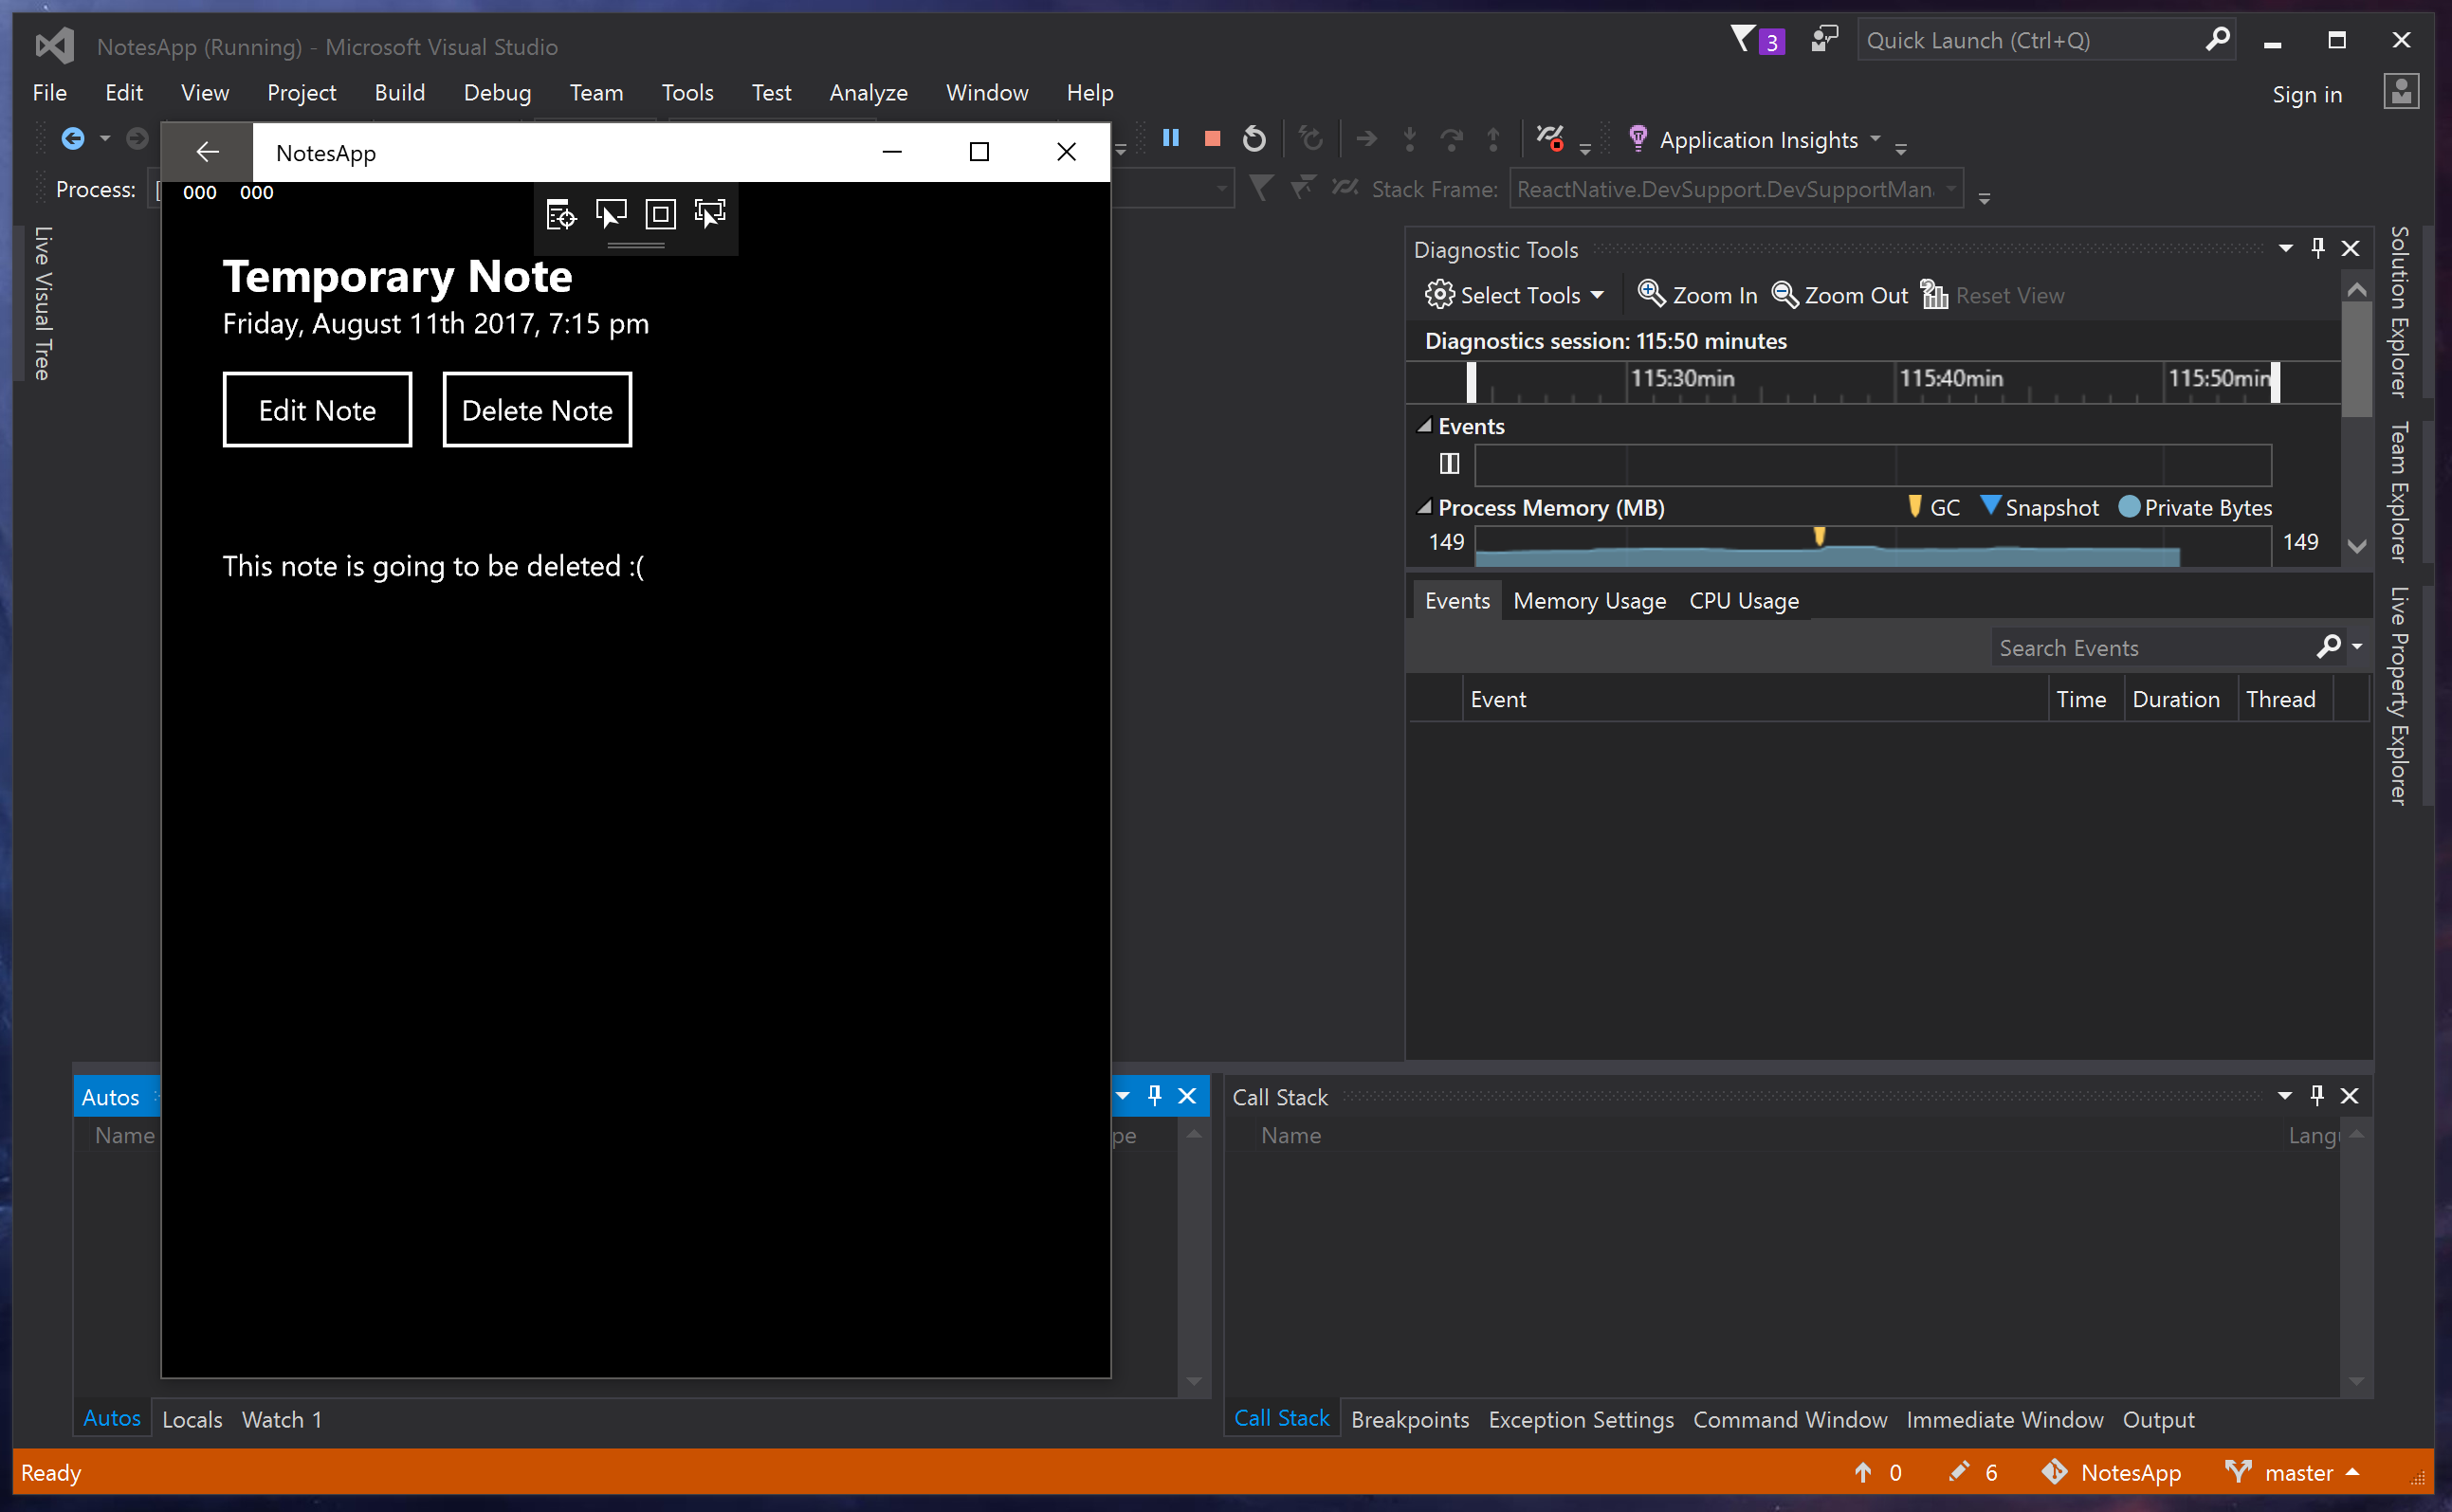 NotesApp (Running) - Microsoft Visual Studio
3
Quick Launch (Ctrl+Q)
File Edit View Project Build Debug Team Tools Test Analyze Window Help
Sign in
Application Insights
Process: [
Stack Frame: ReactNative.DevSupport.DevSupportMan
NotesApp
000 000
Temporary Note
Friday, August 11th 2017, 7:15 pm
Edit Note Delete Note
This note is going to be deleted :(
Live Visual Tree
Diagnostic Tools
Select Tools Zoom In Zoom Out Reset View
Diagnostics session: 115:50 minutes
115:30min 115:40min 115:50min
Events
Process Memory (MB) GC Snapshot Private Bytes
149 149
Events Memory Usage CPU Usage
Search Events
Event Time Duration Thread
Solution Explorer
Team Explorer
Live Property Explorer
Autos
Name pe
Call Stack
Name Langu
Autos Locals Watch 1
Call Stack Breakpoints Exception Settings Command Window Immediate Window Output
Ready 0 6 NotesApp master